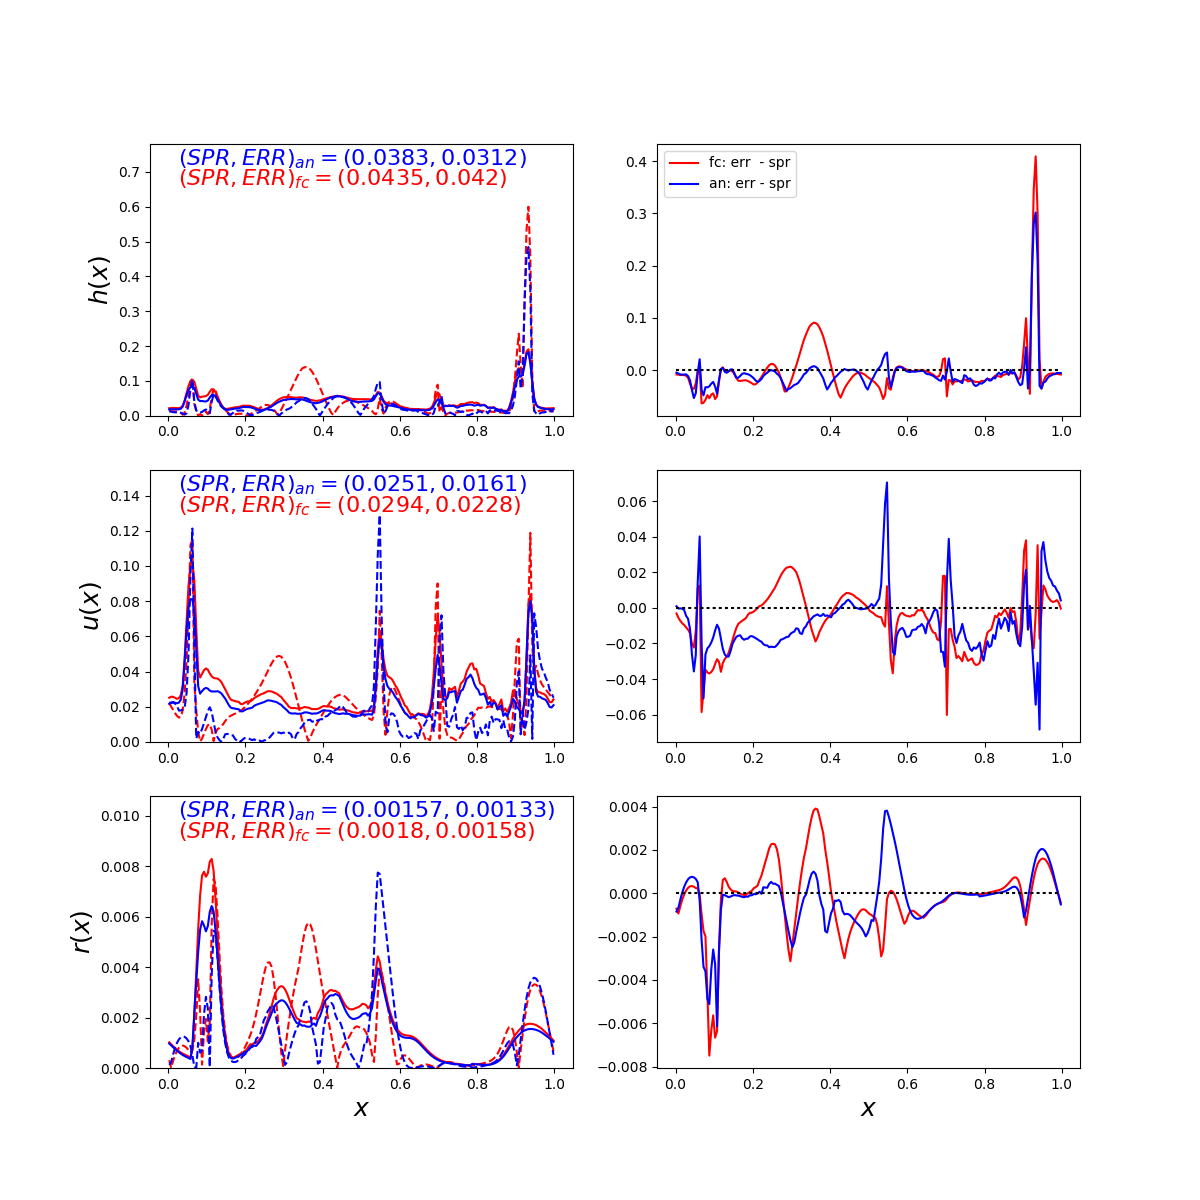 (SPR, ERR)an = (0.0383, 0.0312)
(SPR, ERR)fc = (0.0435, 0.042)
h(x)
0.7
0.6
0.5
0.4
0.3
0.2
0.1
0.0
0.0 0.2 0.4 0.6 0.8 1.0
fc: err - spr
an: err - spr
0.4
0.3
0.2
0.1
0.0
0.0 0.2 0.4 0.6 0.8 1.0
(SPR, ERR)an = (0.0251, 0.0161)
(SPR, ERR)fc = (0.0294, 0.0228)
u(x)
0.14
0.12
0.10
0.08
0.06
0.04
0.02
0.00
0.0 0.2 0.4 0.6 0.8 1.0
0.06
0.04
0.02
0.00
−0.02
−0.04
−0.06
0.0 0.2 0.4 0.6 0.8 1.0
(SPR, ERR)an = (0.00157, 0.00133)
(SPR, ERR)fc = (0.0018, 0.00158)
r(x)
0.010
0.008
0.006
0.004
0.002
0.000
0.0 0.2 0.4 0.6 0.8 1.0
x
0.004
0.002
0.000
−0.002
−0.004
−0.006
−0.008
0.0 0.2 0.4 0.6 0.8 1.0
x